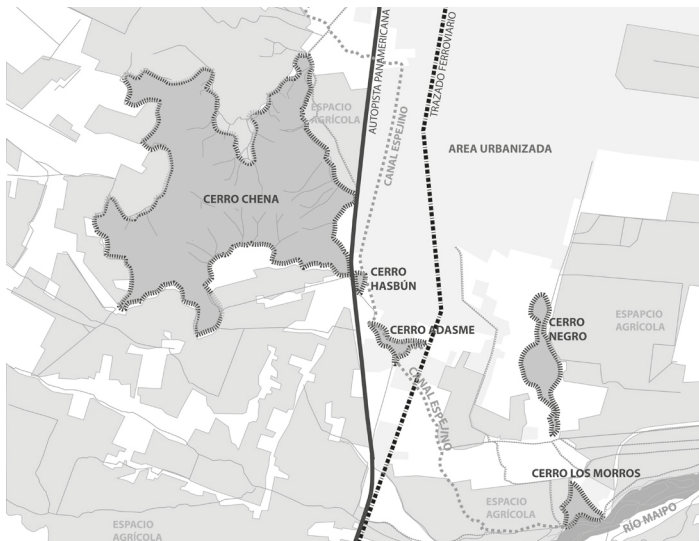 AUTOPISTA PANAMERICANA
TRAZADO FERROVIARIO
ESPACIO
AGRÍCOLA
CANAL ESPEJINO
AREA URBANIZADA
CERRO CHENA
CERRO
HASBÚN
CERRO ADASME
CERRO
NEGRO
ESPAPCIO
AGRÍCOLA
CANAL ESPEJINO
CERRO LOS MORROS
ESPACIO
AGRÍCOLA
RÍO MAIPO
ESPACIO
AGRÍCOLA